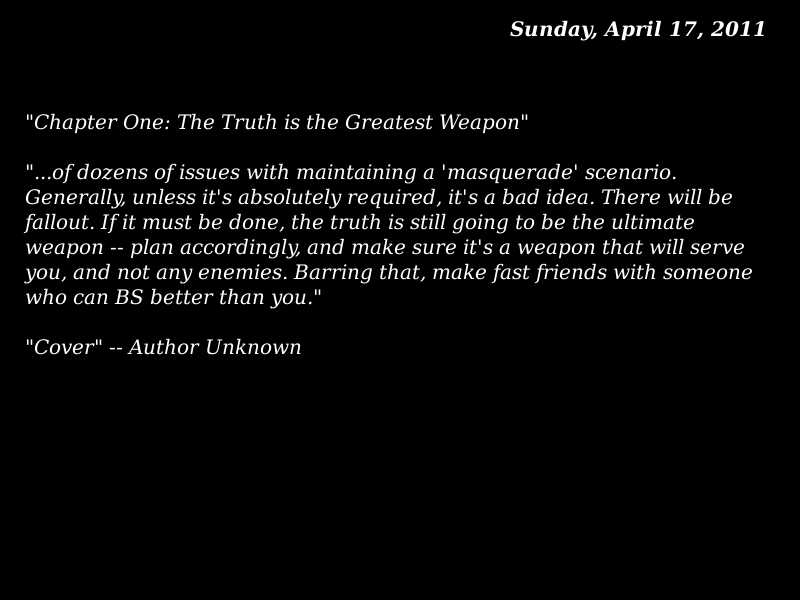 Sunday, April 17, 2011
"Chapter One: The Truth is the Greatest Weapon"
"...of dozens of issues with maintaining a 'masquerade' scenario.
Generally, unless it's absolutely required, it's a bad idea. There will be
fallout. If it must be done, the truth is still going to be the ultimate
weapon -- plan accordingly, and make sure it's a weapon that will serve
you, and not any enemies. Barring that, make fast friends with someone
who can BS better than you."
"Cover" -- Author Unknown